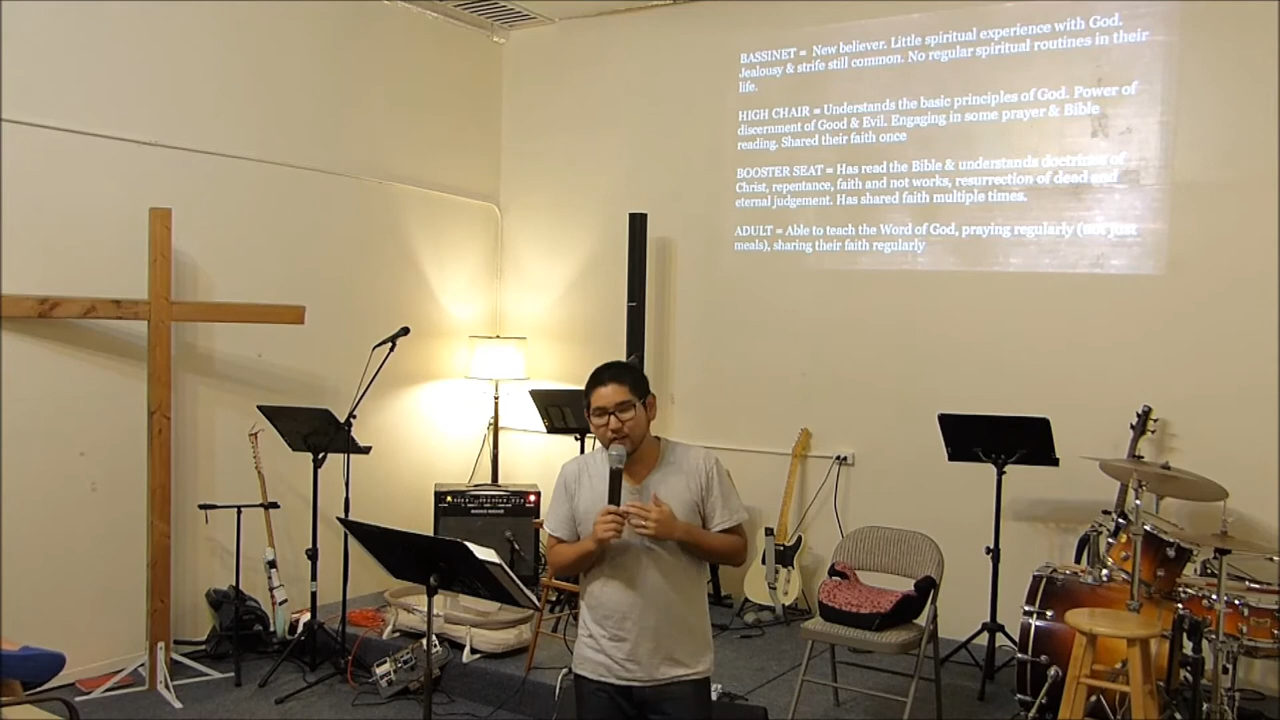 BASSINET = New believer. Little spiritual experience with God.
Jealousy & strife still common. No regular spiritual routines in their
life.
HIGH CHAIR = Understands the basic principles of God. Power of
discernment of Good & Evil. Engaging in some prayer & Bible
reading. Shared their faith once
BOOSTER SEAT = Has read the Bible & understands doctrines of
Christ, repentance, faith and not works, resurrection of dead and
eternal judgement. Has shared faith multiple times.
ADULT = Able to teach the Word of God, praying regularly (not just
meals), sharing their faith regularly